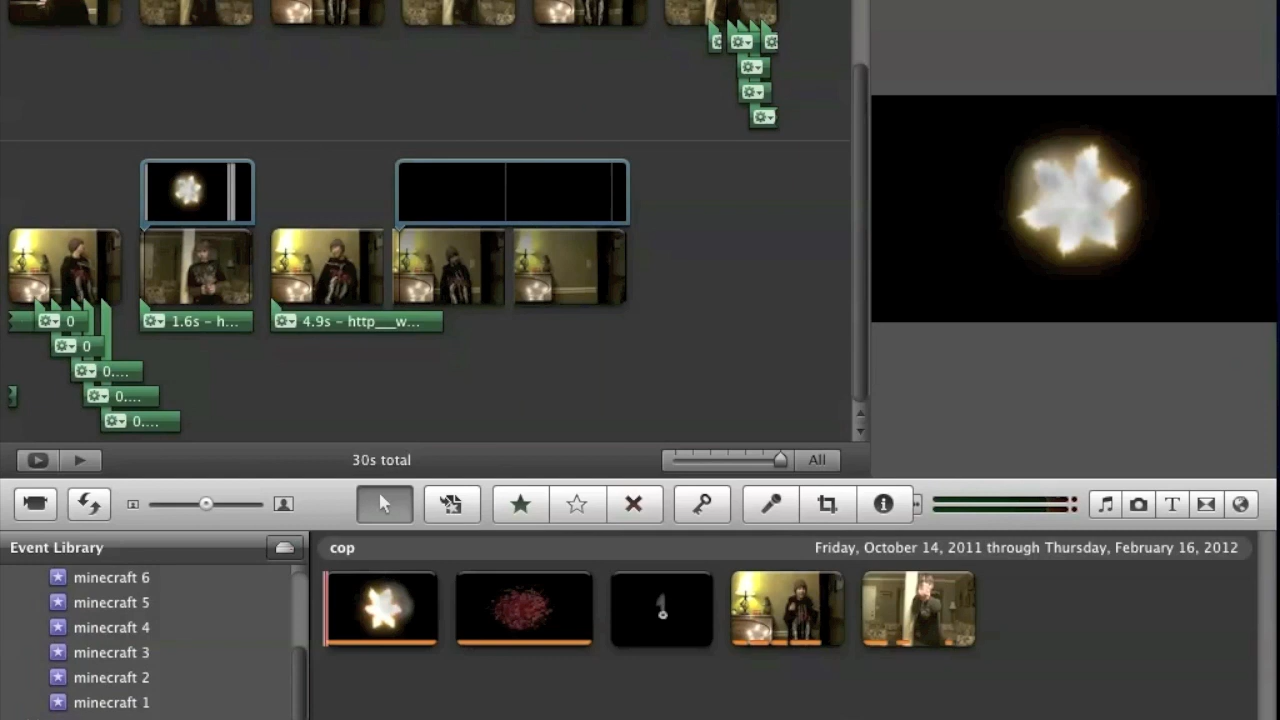 0
1.6s – h...
4.9s – http___w...
0
0....
0....
0....
30s total
All
T
Event Library
cop
Friday, October 14, 2011 through Thursday, February 16, 2012
minecraft 6
minecraft 5
minecraft 4
minecraft 3
minecraft 2
minecraft 1